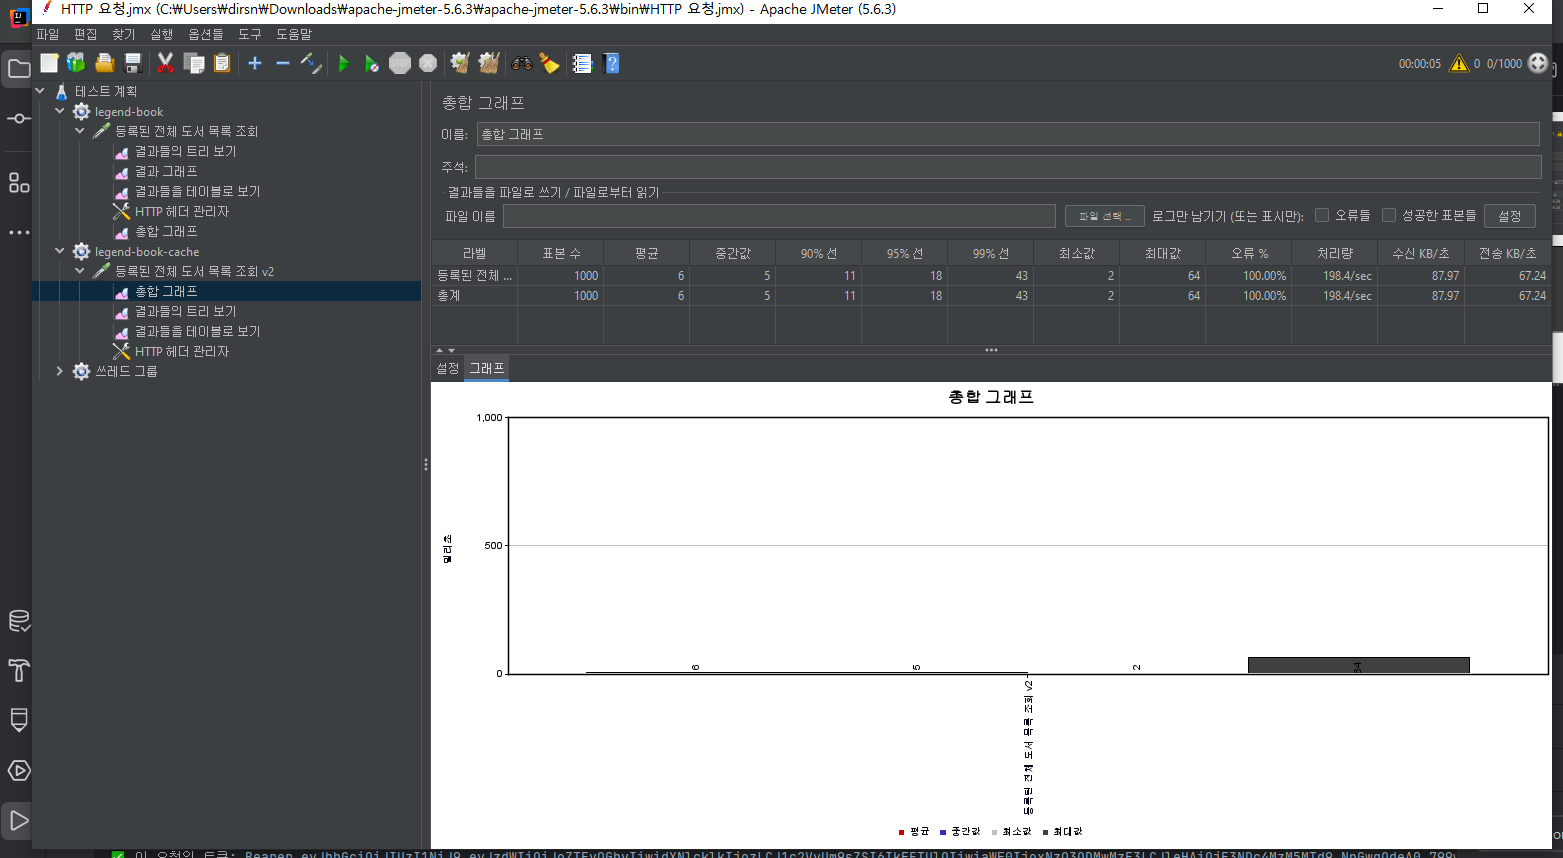 HTTP 요청.jmx (C:₩Users₩dirsn₩Downloads₩apache-jmeter-5.6.3₩apache-jmeter-5.6.3₩bin₩HTTP 요청.jmx) - Apache JMeter (5.6.3)
파일 편집 찾기 실행 옵션들 도구 도움말
STOP 00:00:05 0 0/1000
테스트 계획
legend-book
등록된 전체 도서 목록 조회
결과들의 트리 보기
결과 그래프
결과들을 테이블로 보기
HTTP 헤더 관리자
총합 그래프
legend-book-cache
등록된 전체 도서 목록 조회 v2
총합 그래프
결과들의 트리 보기
결과들을 테이블로 보기
HTTP 헤더 관리자
쓰레드 그룹
총합 그래프
이름: 총합 그래프
주석:
결과들을 파일로 쓰기 / 파일로부터 읽기
파일 이름 파일 선택 ... 로그만 남기기 (또는 표시만): 오류들 성공한 표본들 설정
라벨 표본 수 평균 중간값 90% 선 95% 선 99% 선 최소값 최대값 오류 % 처리량 수신 KB/초 전송 KB/초
등록된 전체 ... 1000 6 5 11 18 43 2 64 100.00% 198.4/sec 87.97 67.24
총계 1000 6 5 11 18 43 2 64 100.00% 198.4/sec 87.97 67.24
설정 그래프
총합 그래프
1,000
500
0
밀리초
6 5 2 64
등록된 전체 도서 목록 조회 v2
평균 중간값 최소값 최대값